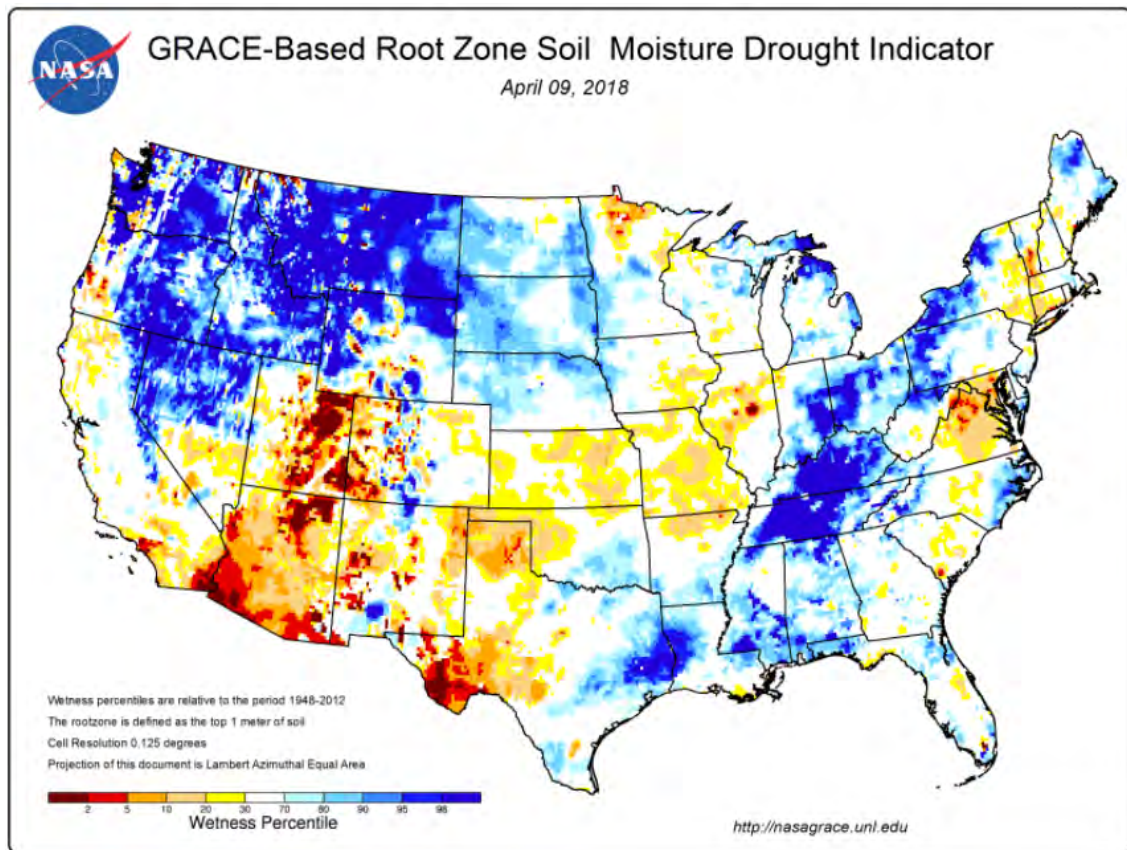 NASA
GRACE-Based Root Zone Soil Moisture Drought Indicator
April 09, 2018
Wetness percentiles are relative to the period 1948-2012
The rootzone is defined as the top 1 meter of soil
Cell Resolution 0.125 degrees
Projection of this document is Lambert Azimuthal Equal Area
2 5 10 20 30 70 80 90 95 98
Wetness Percentile
http://nasagrace.unl.edu